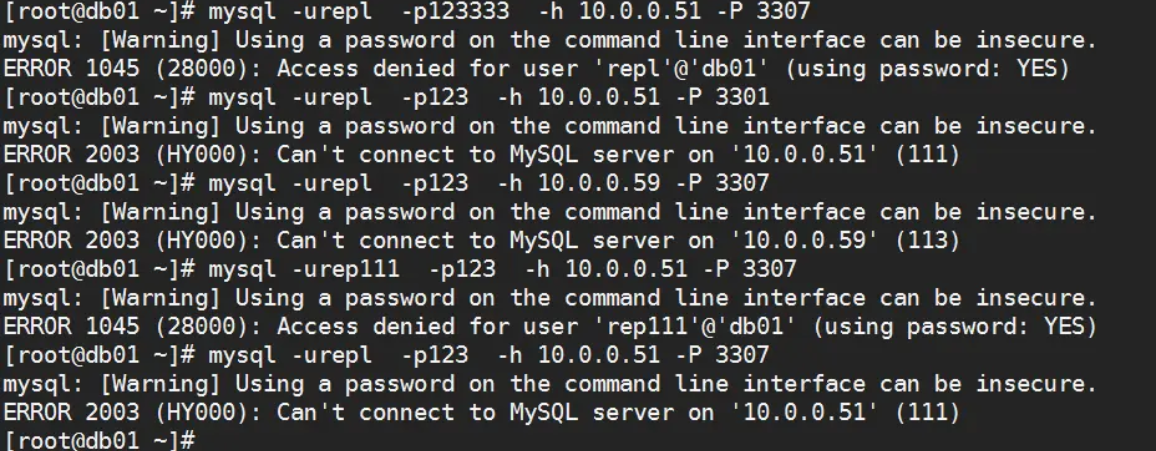 [root@db01 ~]# mysql -urepl  -p123333  -h 10.0.0.51 -P 3307
mysql: [Warning] Using a password on the command line interface can be insecure.
ERROR 1045 (28000): Access denied for user 'repl'@'db01' (using password: YES)
[root@db01 ~]# mysql -urepl  -p123  -h 10.0.0.51 -P 3301
mysql: [Warning] Using a password on the command line interface can be insecure.
ERROR 2003 (HY000): Can't connect to MySQL server on '10.0.0.51' (111)
[root@db01 ~]# mysql -urepl  -p123  -h 10.0.0.59 -P 3307
mysql: [Warning] Using a password on the command line interface can be insecure.
ERROR 2003 (HY000): Can't connect to MySQL server on '10.0.0.59' (113)
[root@db01 ~]# mysql -urep111  -p123  -h 10.0.0.51 -P 3307
mysql: [Warning] Using a password on the command line interface can be insecure.
ERROR 1045 (28000): Access denied for user 'rep111'@'db01' (using password: YES)
[root@db01 ~]# mysql -urepl  -p123  -h 10.0.0.51 -P 3307
mysql: [Warning] Using a password on the command line interface can be insecure.
ERROR 2003 (HY000): Can't connect to MySQL server on '10.0.0.51' (111)
[root@db01 ~]#